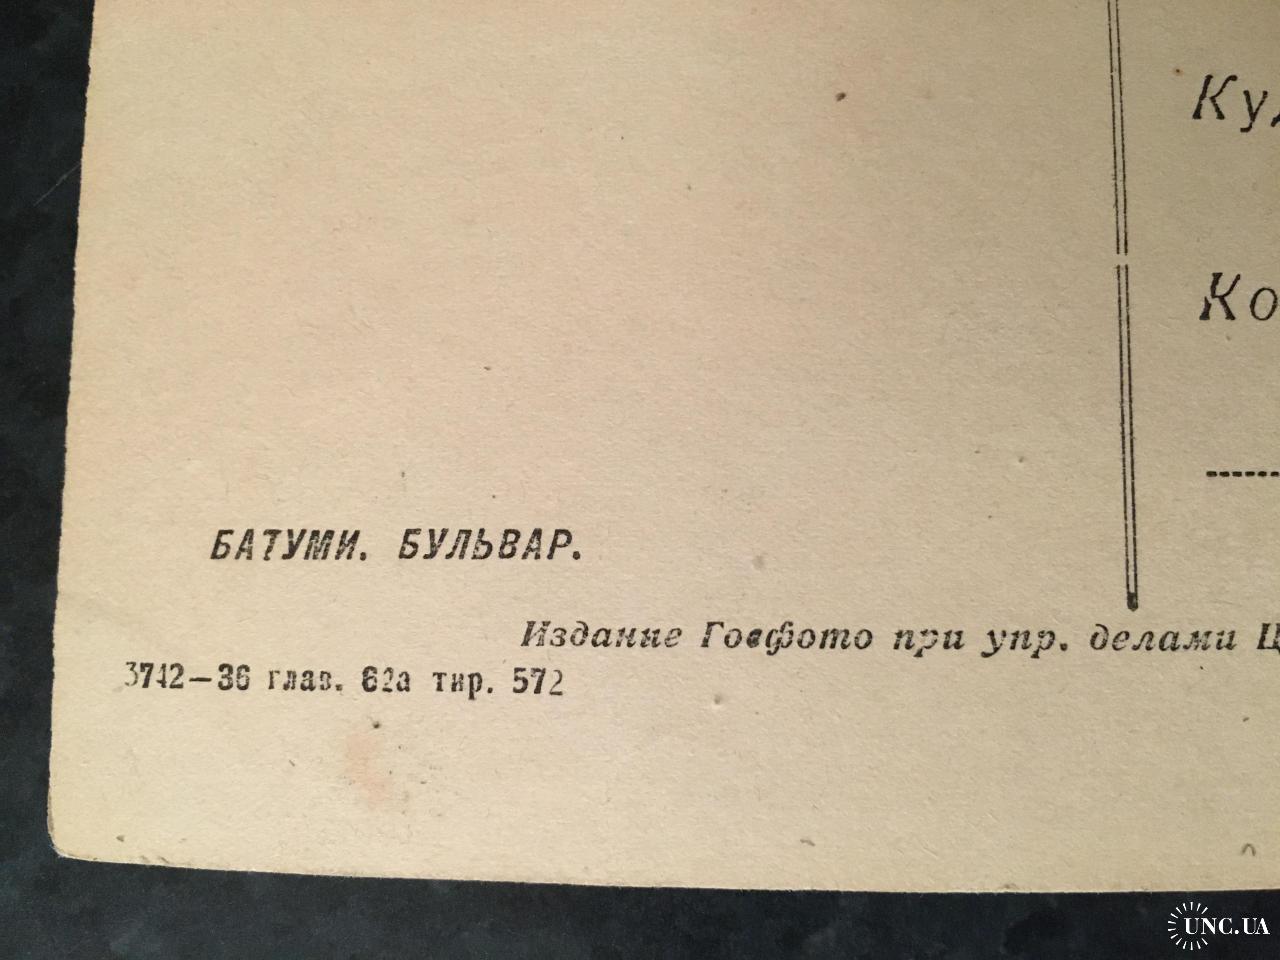 Ку
Ко
БАТУМИ. БУЛЬВАР.
Издание Госфото при упр. делами Ц
3742—36 глав. 62а тир. 572
UNC.UA